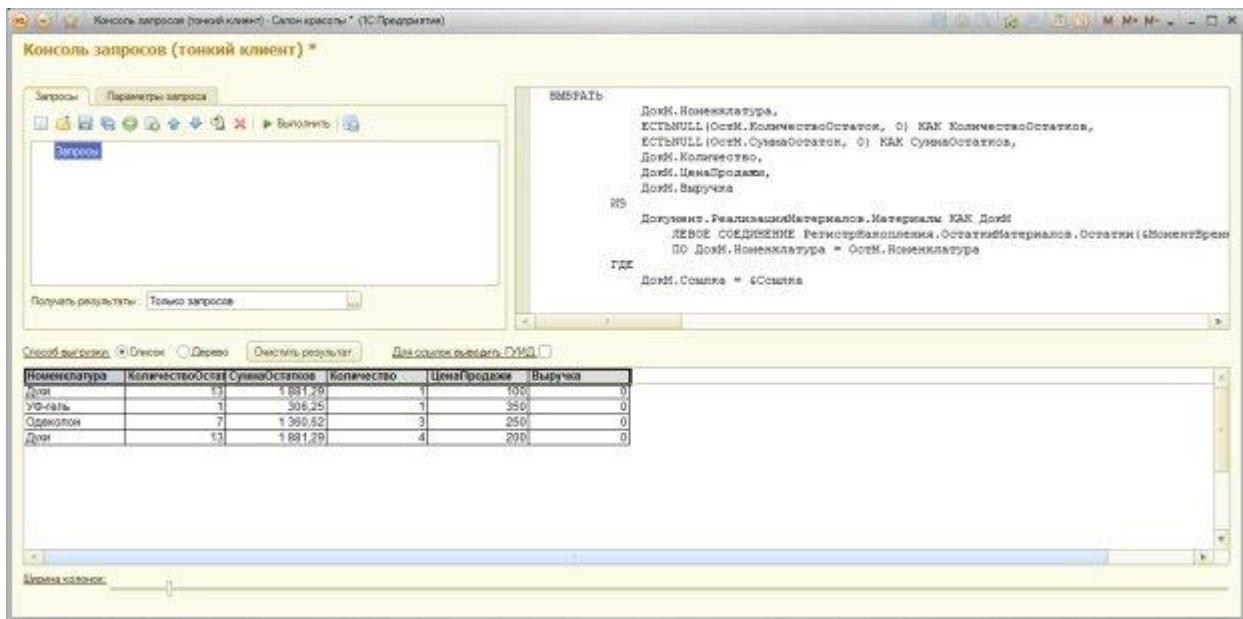 Консоль запросов (тонкий клиент) - Салон красоты * (1С:Предприятие)
M M+ M-
Консоль запросов (тонкий клиент) *
Запросы Параметры запроса
Выполнить
Запросы
Получать результаты: Только запросов ...
ВЫБРАТЬ
ДокМ.Номенклатура,
ЕСТЬNULL(ОстМ.КоличествоОстаток, 0) КАК КоличествоОстатков,
ЕСТЬNULL(ОстМ.СуммаОстаток, 0) КАК СуммаОстатков,
ДокМ.Количество,
ДокМ.ЦенаПродажи,
ДокМ.Выручка
ИЗ
Документ.РеализацияМатериалов.Материалы КАК ДокМ
ЛЕВОЕ СОЕДИНЕНИЕ РегистрНакопления.ОстаткиМатериалов.Остатки(&МоментВремен
ПО ДокМ.Номенклатура = ОстМ.Номенклатура
ГДЕ
ДокМ.Ссылка = &Ссылка
Способ выгрузки: Список Дерево Очистить результат Для ссылок выводить ГУИД
Номенклатура КоличествоОстат СуммаОстатков Количество ЦенаПродажи Выручка
Духи 13 1 881,29 1 100 0
УФ-гель 1 306,25 1 350 0
Одеколон 7 1 360,52 3 250 0
Духи 13 1 881,29 4 200 0
Ширина колонок: